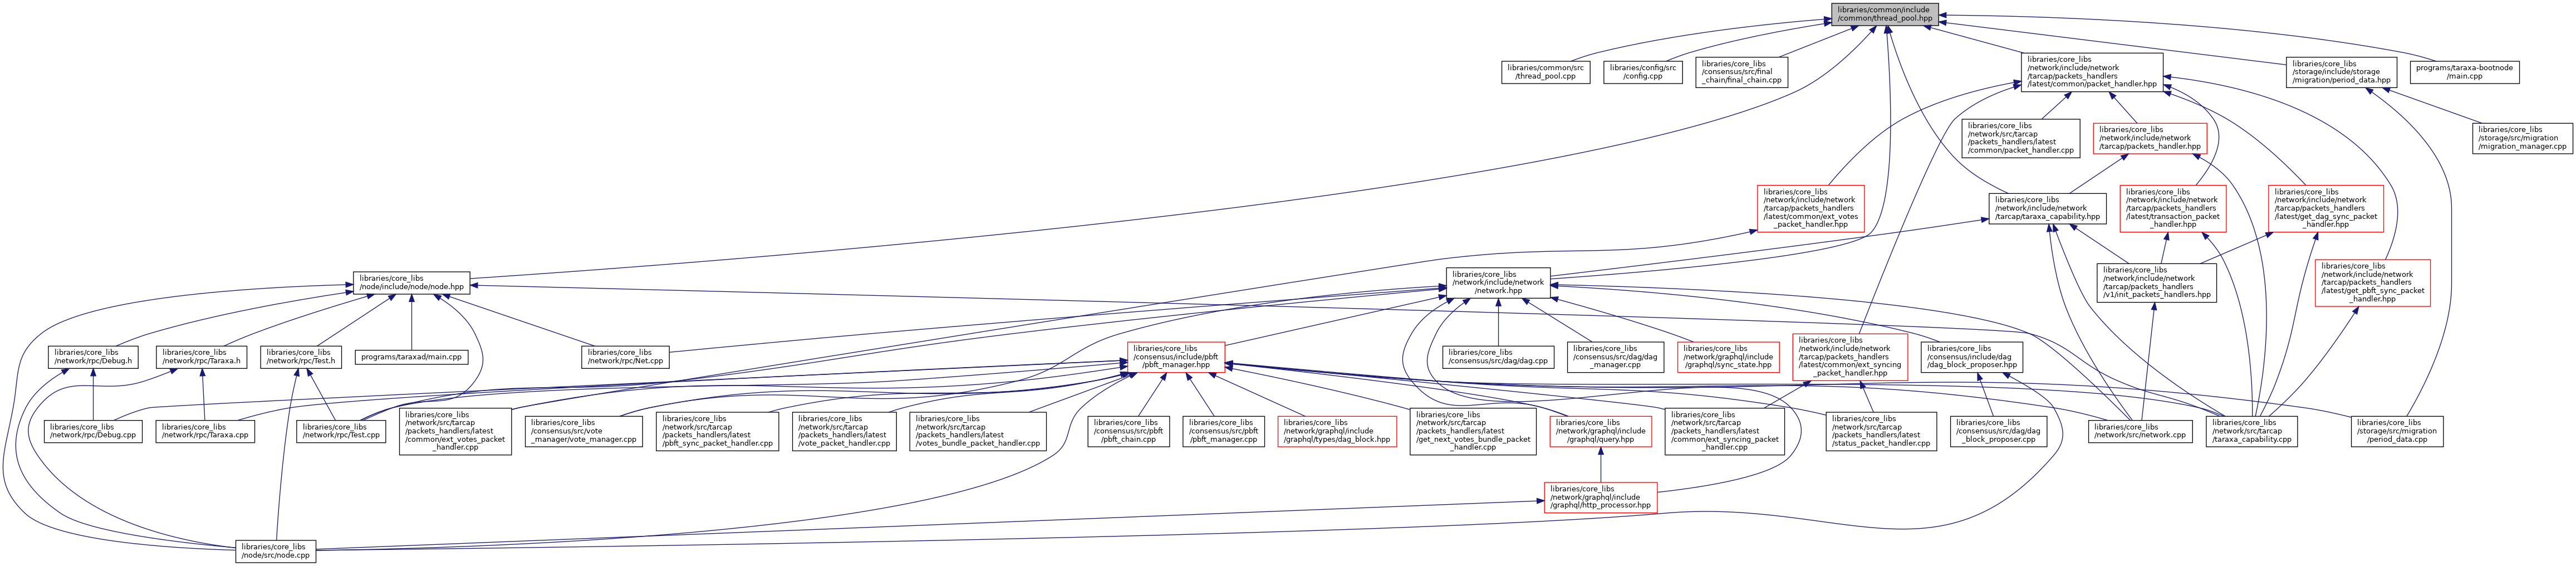 libraries/common/include
/common/thread_pool.hpp
libraries/common/src
/thread_pool.cpp
libraries/config/src
/config.cpp
libraries/core_libs
/consensus/src/final
_chain/final_chain.cpp
libraries/core_libs
/network/include/network
/tarcap/packets_handlers
/latest/common/packet_handler.hpp
libraries/core_libs
/storage/include/storage
/migration/period_data.hpp
programs/taraxa-bootnode
/main.cpp
libraries/core_libs
/network/src/tarcap
/packets_handlers/latest
/common/packet_handler.cpp
libraries/core_libs
/network/include/network
/tarcap/packets_handler.hpp
libraries/core_libs
/storage/src/migration
/migration_manager.cpp
libraries/core_libs
/network/include/network
/tarcap/packets_handlers
/latest/common/ext_votes
_packet_handler.hpp
libraries/core_libs
/network/include/network
/tarcap/taraxa_capability.hpp
libraries/core_libs
/network/include/network
/tarcap/packets_handlers
/latest/transaction_packet
_handler.hpp
libraries/core_libs
/network/include/network
/tarcap/packets_handlers
/latest/get_dag_sync_packet
_handler.hpp
libraries/core_libs
/node/include/node/node.hpp
libraries/core_libs
/network/include/network
/network.hpp
libraries/core_libs
/network/include/network
/tarcap/packets_handlers
/v1/init_packets_handlers.hpp
libraries/core_libs
/network/include/network
/tarcap/packets_handlers
/latest/get_pbft_sync_packet
_handler.hpp
libraries/core_libs
/network/rpc/Debug.h
libraries/core_libs
/network/rpc/Taraxa.h
libraries/core_libs
/network/rpc/Test.h
programs/taraxad/main.cpp
libraries/core_libs
/network/rpc/Net.cpp
libraries/core_libs
/consensus/include/pbft
/pbft_manager.hpp
libraries/core_libs
/consensus/src/dag/dag.cpp
libraries/core_libs
/consensus/src/dag/dag
_manager.cpp
libraries/core_libs
/network/graphql/include
/graphql/sync_state.hpp
libraries/core_libs
/network/include/network
/tarcap/packets_handlers
/latest/common/ext_syncing
_packet_handler.hpp
libraries/core_libs
/consensus/include/dag
/dag_block_proposer.hpp
libraries/core_libs
/network/rpc/Debug.cpp
libraries/core_libs
/network/rpc/Taraxa.cpp
libraries/core_libs
/network/rpc/Test.cpp
libraries/core_libs
/network/src/tarcap
/packets_handlers/latest
/common/ext_votes_packet
_handler.cpp
libraries/core_libs
/consensus/src/vote
_manager/vote_manager.cpp
libraries/core_libs
/network/src/tarcap
/packets_handlers/latest
/pbft_sync_packet_handler.cpp
libraries/core_libs
/network/src/tarcap
/packets_handlers/latest
/vote_packet_handler.cpp
libraries/core_libs
/network/src/tarcap
/packets_handlers/latest
/votes_bundle_packet_handler.cpp
libraries/core_libs
/consensus/src/pbft
/pbft_chain.cpp
libraries/core_libs
/consensus/src/pbft
/pbft_manager.cpp
libraries/core_libs
/network/graphql/include
/graphql/types/dag_block.hpp
libraries/core_libs
/network/src/tarcap
/packets_handlers/latest
/get_next_votes_bundle_packet
_handler.cpp
libraries/core_libs
/network/graphql/include
/graphql/query.hpp
libraries/core_libs
/network/src/tarcap
/packets_handlers/latest
/common/ext_syncing_packet
_handler.cpp
libraries/core_libs
/network/src/tarcap
/packets_handlers/latest
/status_packet_handler.cpp
libraries/core_libs
/consensus/src/dag/dag
_block_proposer.cpp
libraries/core_libs
/network/src/network.cpp
libraries/core_libs
/network/src/tarcap
/taraxa_capability.cpp
libraries/core_libs
/storage/src/migration
/period_data.cpp
libraries/core_libs
/network/graphql/include
/graphql/http_processor.hpp
libraries/core_libs
/node/src/node.cpp